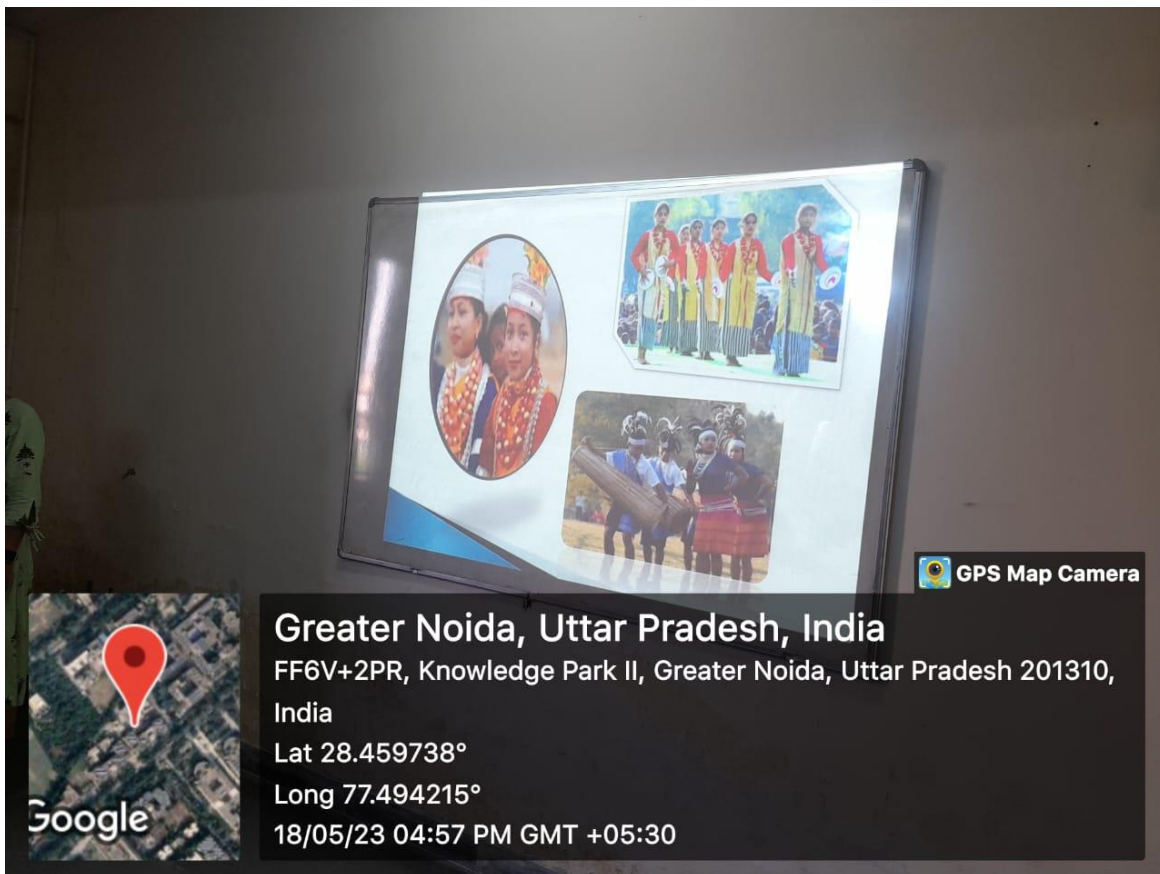 GPS Map Camera
Greater Noida, Uttar Pradesh, India
FF6V+2PR, Knowledge Park II, Greater Noida, Uttar Pradesh 201310,
India
Lat 28.459738°
Long 77.494215°
18/05/23 04:57 PM GMT +05:30
Google